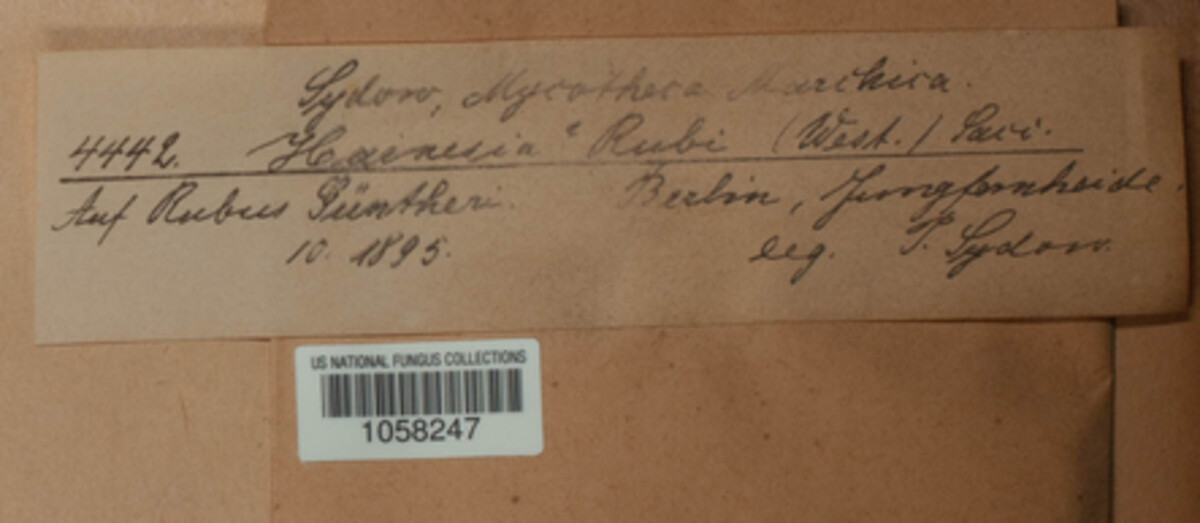 Sydow, Mycotheca Marchica.
4442. Hainesia Rubi (West.) Sacc.
Auf Rubus Güntheri. Berlin, Jungfernheide.
10. 1895. leg. P. Sydow.
US NATIONAL FUNGUS COLLECTIONS
1058247